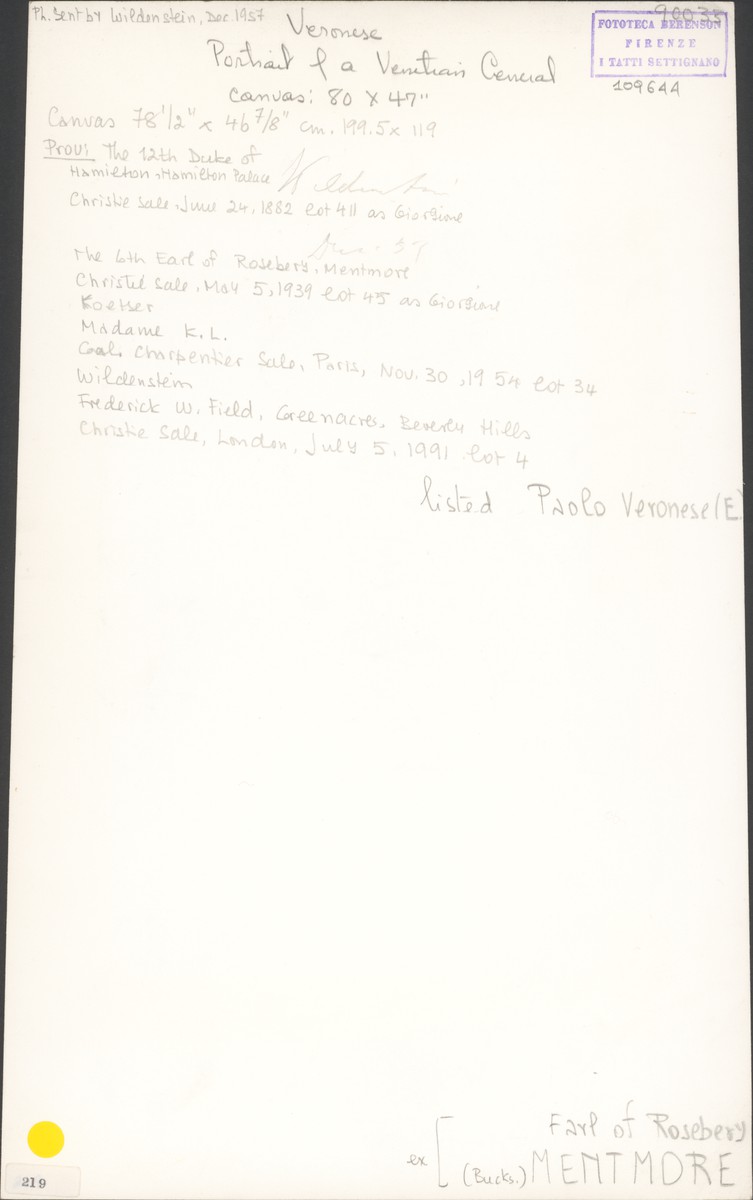 Ph. sent by Wildenstein, Dec. 1957
90035
Veronese
FOTOTECA BERENSON
FIRENZE
I TATTI SETTIGNANO
109644
Portrait of a Venetian General
canvas: 80 x 47"
Canvas 78 1/2" x 46 7/8" cm. 199.5 x 119
Prov: The 12th Duke of
Hamilton, Hamilton Palace
Wildenstein
Christie Sale, June 24, 1882 lot 411 as Giorgione
Dec. 57
The 6th Earl of Rosebery, Mentmore
Christie Sale, May 5, 1939 lot 45 as Giorgione
Koetser
Madame K.L.
Gal. Charpentier Sale, Paris, Nov. 30, 1954 lot 34
Wildenstein
Frederick W. Field, Greenacres, Beverly Hills
Christie Sale, London, July 5, 1991 lot 4
listed Paolo Veronese (E)
Earl of Rosebery
ex [ (Bucks.) MENTMORE
219